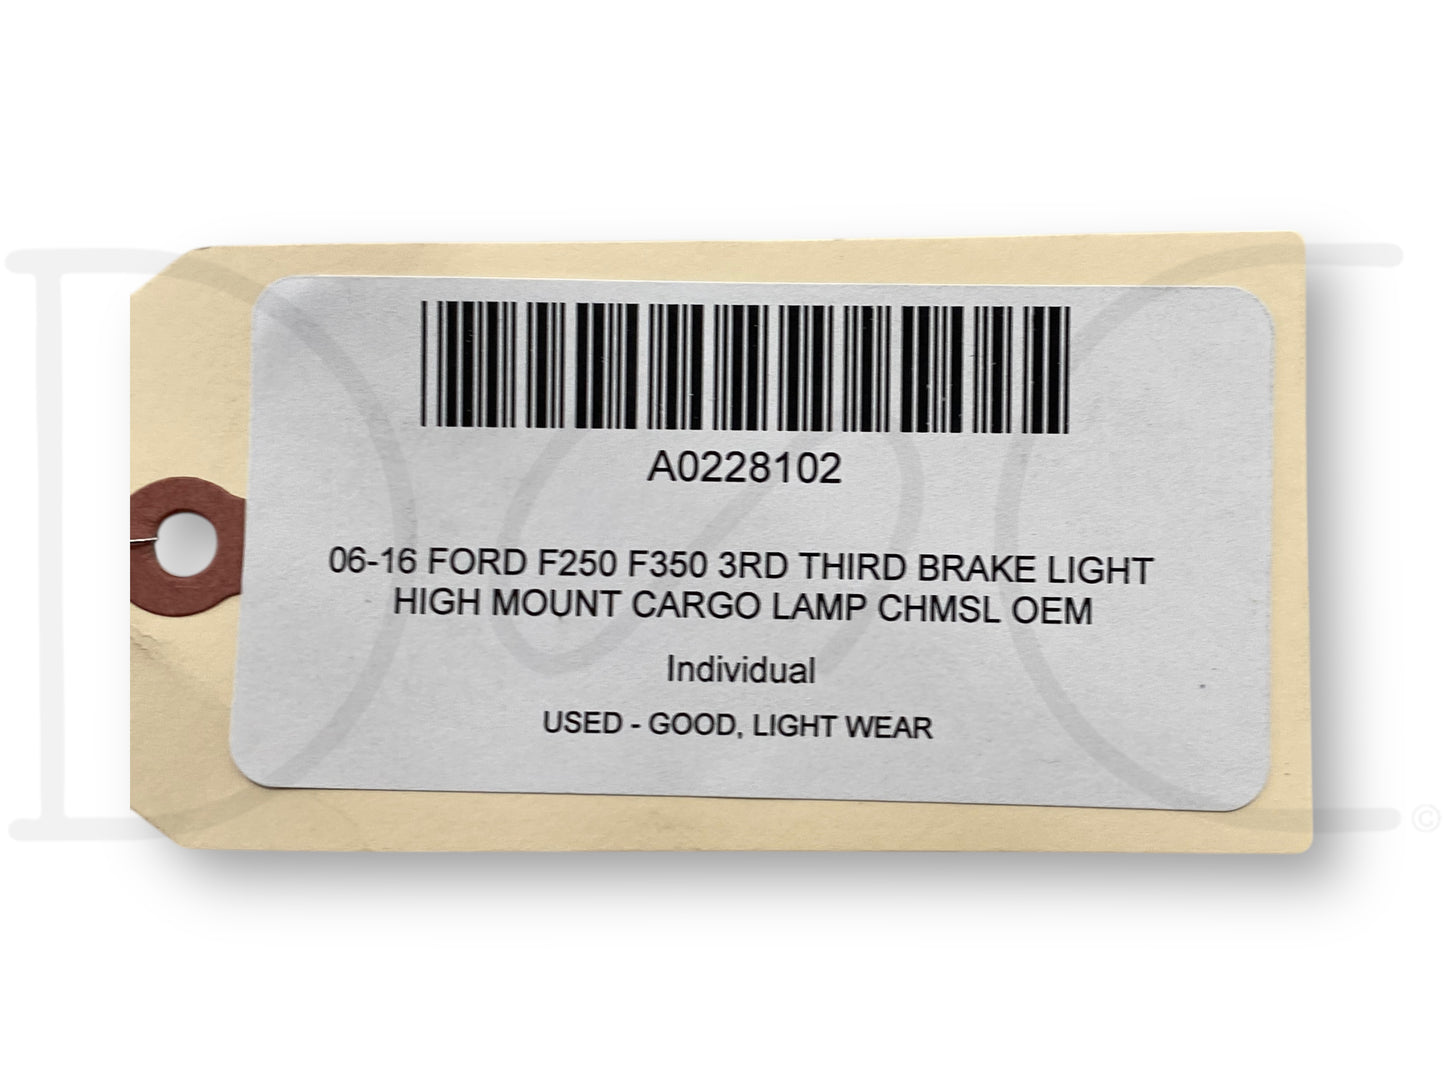 A0228102
06-16 FORD F250 F350 3RD THIRD BRAKE LIGHT
HIGH MOUNT CARGO LAMP CHMSL OEM
Individual
USED - GOOD, LIGHT WEAR
©